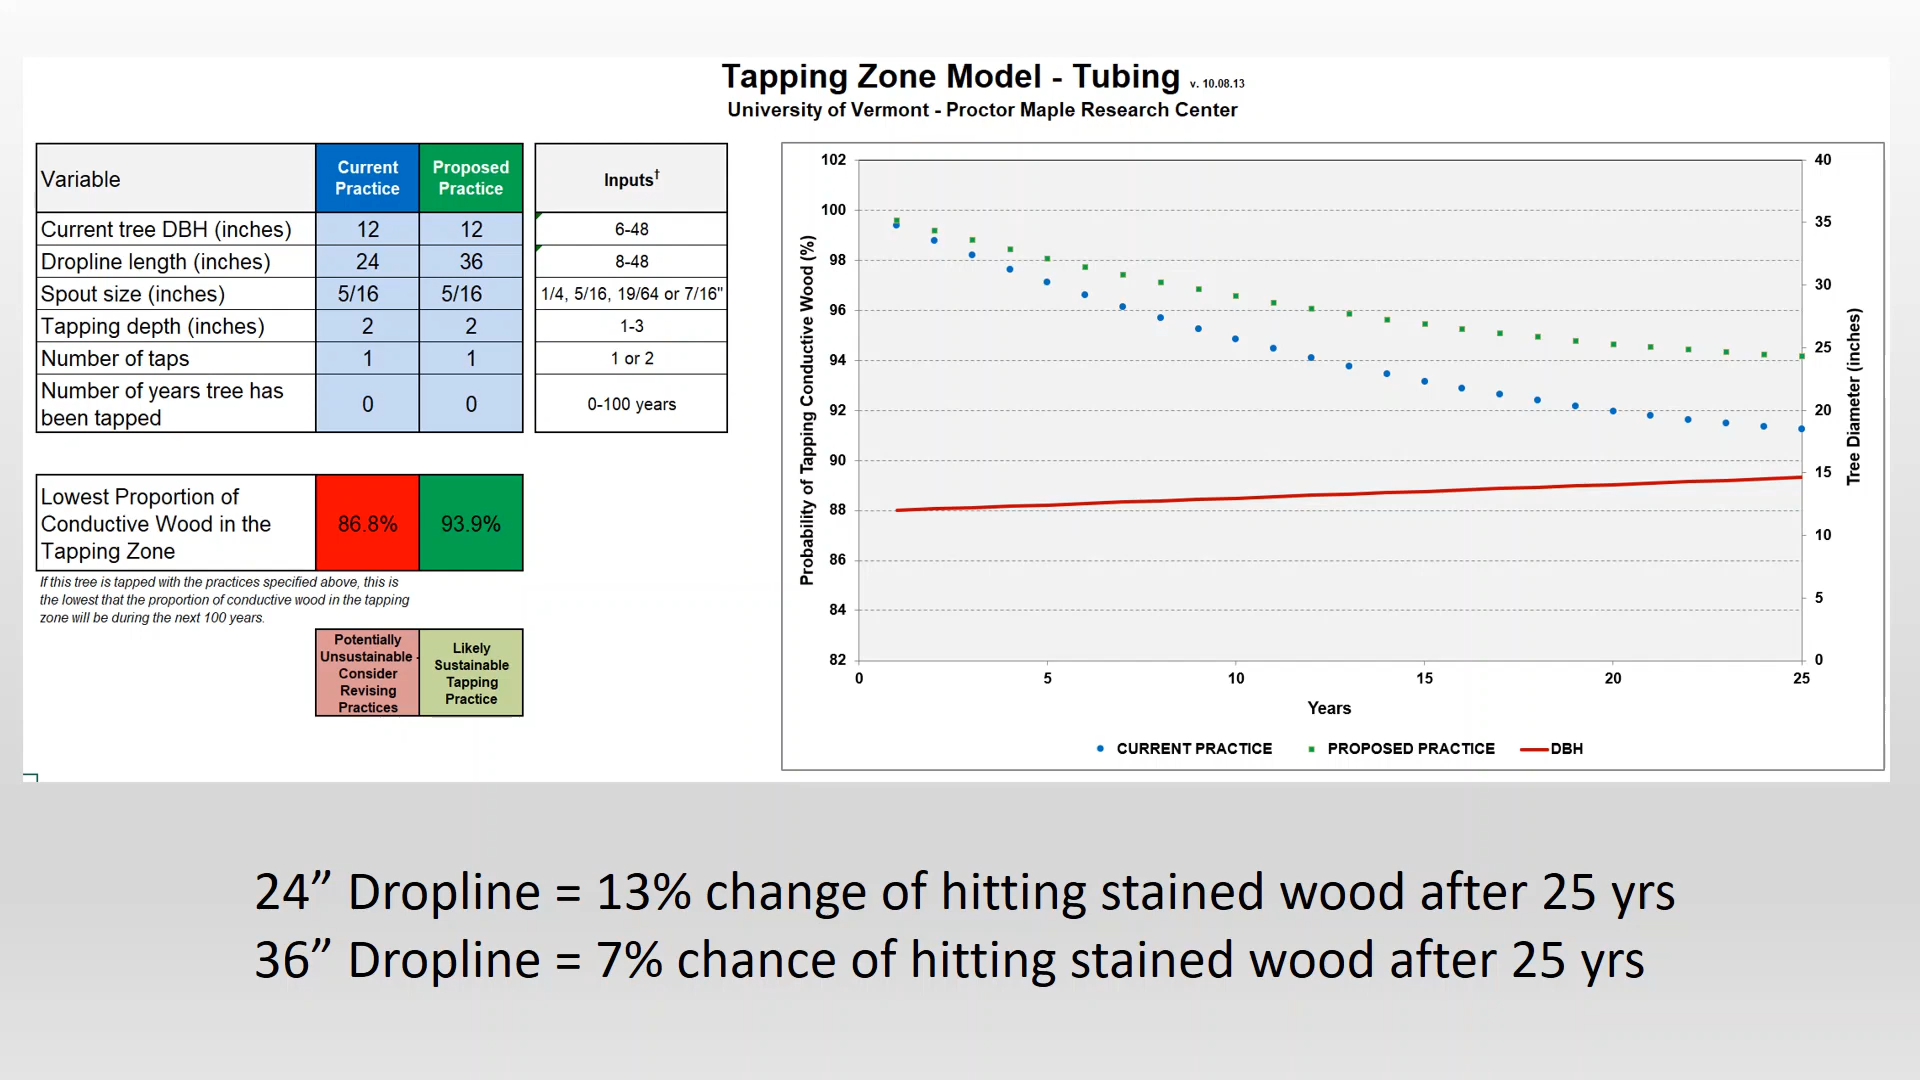 Tapping Zone Model - Tubing v. 10.08.13
University of Vermont - Proctor Maple Research Center
Variable Current Practice Proposed Practice Inputs†
Current tree DBH (inches) 12 12 6-48
Dropline length (inches) 24 36 8-48
Spout size (inches) 5/16 5/16 1/4, 5/16, 19/64 or 7/16"
Tapping depth (inches) 2 2 1-3
Number of taps 1 1 1 or 2
Number of years tree has
been tapped 0 0 0-100 years
Lowest Proportion of
Conductive Wood in the
Tapping Zone 86.8% 93.9%
If this tree is tapped with the practices specified above, this is
the lowest that the proportion of conductive wood in the tapping
zone will be during the next 100 years.
Potentially
Unsustainable -
Consider
Revising
Practices
Likely
Sustainable
Tapping
Practice
Probability of Tapping Conductive Wood (%)
102
100
98
96
94
92
90
88
86
84
82
40
35
30
25
20
15
10
5
0
Tree Diameter (inches)
0 5 10 15 20 25
Years
CURRENT PRACTICE PROPOSED PRACTICE DBH
24” Dropline = 13% change of hitting stained wood after 25 yrs
36” Dropline = 7% chance of hitting stained wood after 25 yrs